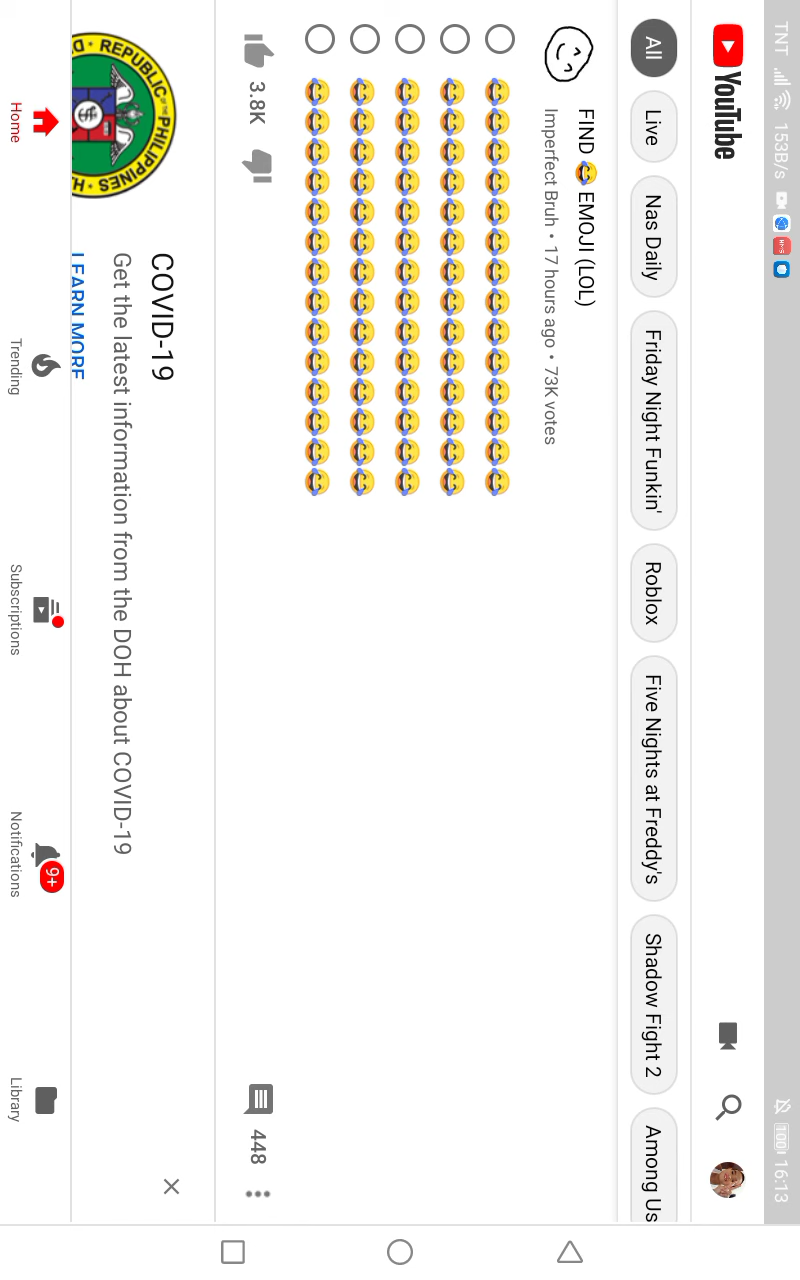 TNT 153B/s 100 16:13
YouTube
All Live Nas Daily Friday Night Funkin' Roblox Five Nights at Freddy's Shadow Fight 2 Among Us
FIND 😂 EMOJI (LOL)
Imperfect Bruh • 17 hours ago • 73K votes
😂😂😂😂😂😂😂😂😂😂😂😂😂😂
😂😂😂😂😂😂😂😂😂😂😂😂😂😂
😂😂😂😂😂😂😂😂😂😂😂😂😂😂
😂😂😂😂😂😂😂😂😂😂😂😂😂😂
😂😂😂😂😂😂😂😂😂😂😂😂😂😂
3.8K 448
REPUBLIC OF THE PHILIPPINES
COVID-19
Get the latest information from the DOH about COVID-19
LEARN MORE
9+
Home Trending Subscriptions Notifications Library